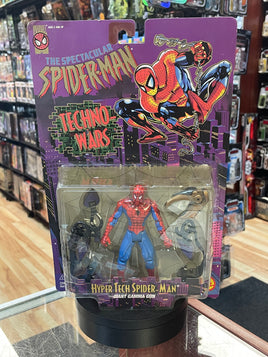 THE SPECTACULAR
SPIDER-MAN
TECHNO-
WARS
HYPER TECH SPIDER-MAN
GIANT GAMMA GUN